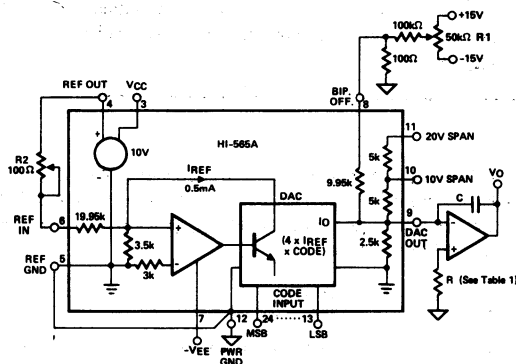 +15V
100kΩ
50kΩ R1
100Ω
-15V
REF OUT
VCC
BIP. OFF.
4
3
8
HI-565A
11
20V SPAN
+
10V
-
R2
100Ω
IREF
0.5mA
5k
9.95k
10
10V SPAN
VO
DAC
IO
5k
C
REF IN
6
19.95k
9
DAC OUT
3.5k
(4 x IREF x CODE)
2.5k
+
-
-
+
REF GND
5
3k
CODE INPUT
R (See Table 1)
7
12
24
13
-VEE
PWR GND
MSB
LSB